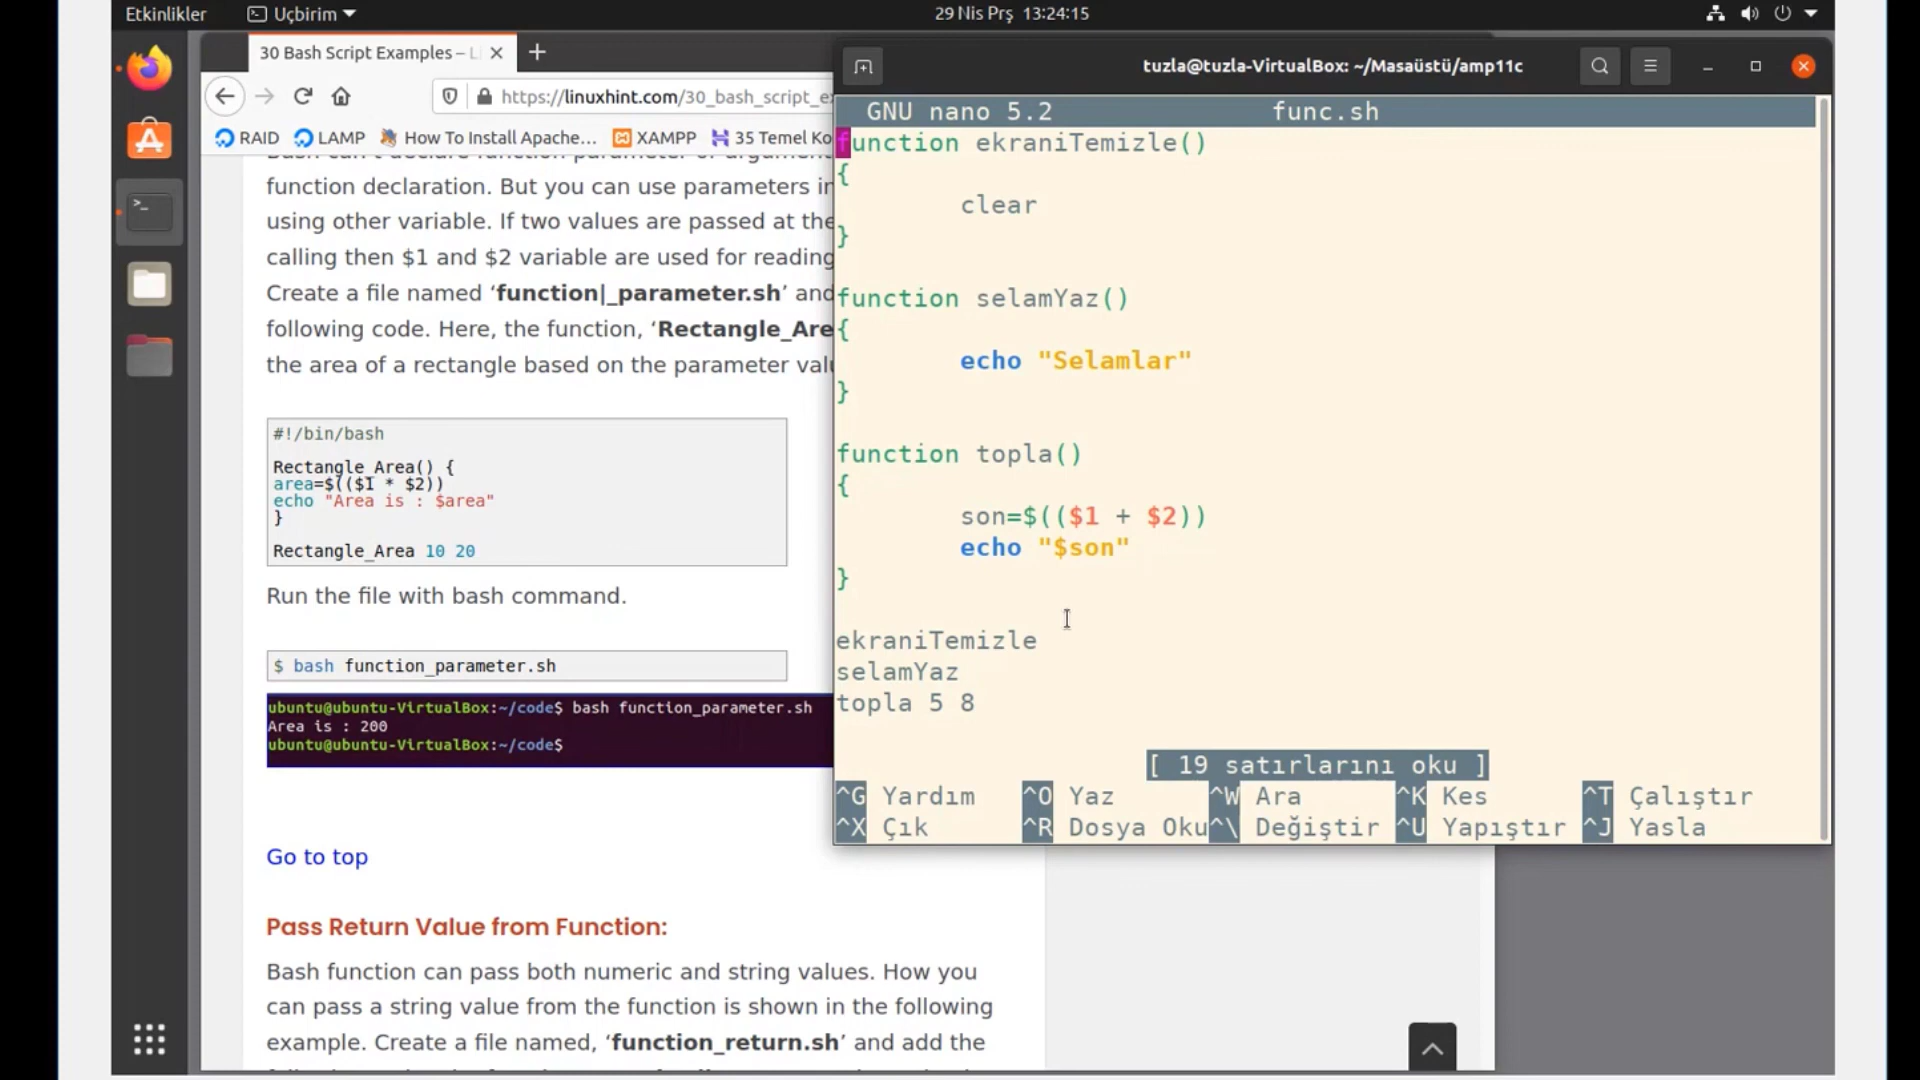 Etkinlikler
Uçbirim
29 Nis Prş 13:24:15
30 Bash Script Examples – L
https://linuxhint.com/30_bash_script_e
RAID
LAMP
How To Install Apache...
XAMPP
35 Temel Ko
function declaration. But you can use parameters in
using other variable. If two values are passed at the
calling then $1 and $2 variable are used for reading
Create a file named ‘function|_parameter.sh’ and
following code. Here, the function, ‘Rectangle_Are
the area of a rectangle based on the parameter valu
#!/bin/bash
Rectangle_Area() {
area=$(($1 * $2))
echo "Area is : $area"
}
Rectangle_Area 10 20
Run the file with bash command.
$ bash function_parameter.sh
ubuntu@ubuntu-VirtualBox:~/code$ bash function_parameter.sh
Area is : 200
ubuntu@ubuntu-VirtualBox:~/code$
Go to top
Pass Return Value from Function:
Bash function can pass both numeric and string values. How you
can pass a string value from the function is shown in the following
example. Create a file named, ‘function_return.sh’ and add the
tuzla@tuzla-VirtualBox: ~/Masaüstü/amp11c
GNU nano 5.2 func.sh
function ekraniTemizle()
{
clear
}
function selamYaz()
{
echo "Selamlar"
}
function topla()
{
son=$(($1 + $2))
echo "$son"
}
ekraniTemizle
selamYaz
topla 5 8
[ 19 satırlarını oku ]
^G Yardım ^O Yaz ^W Ara ^K Kes ^T Çalıştır
^X Çık ^R Dosya Oku ^\ Değiştir ^U Yapıştır ^J Yasla